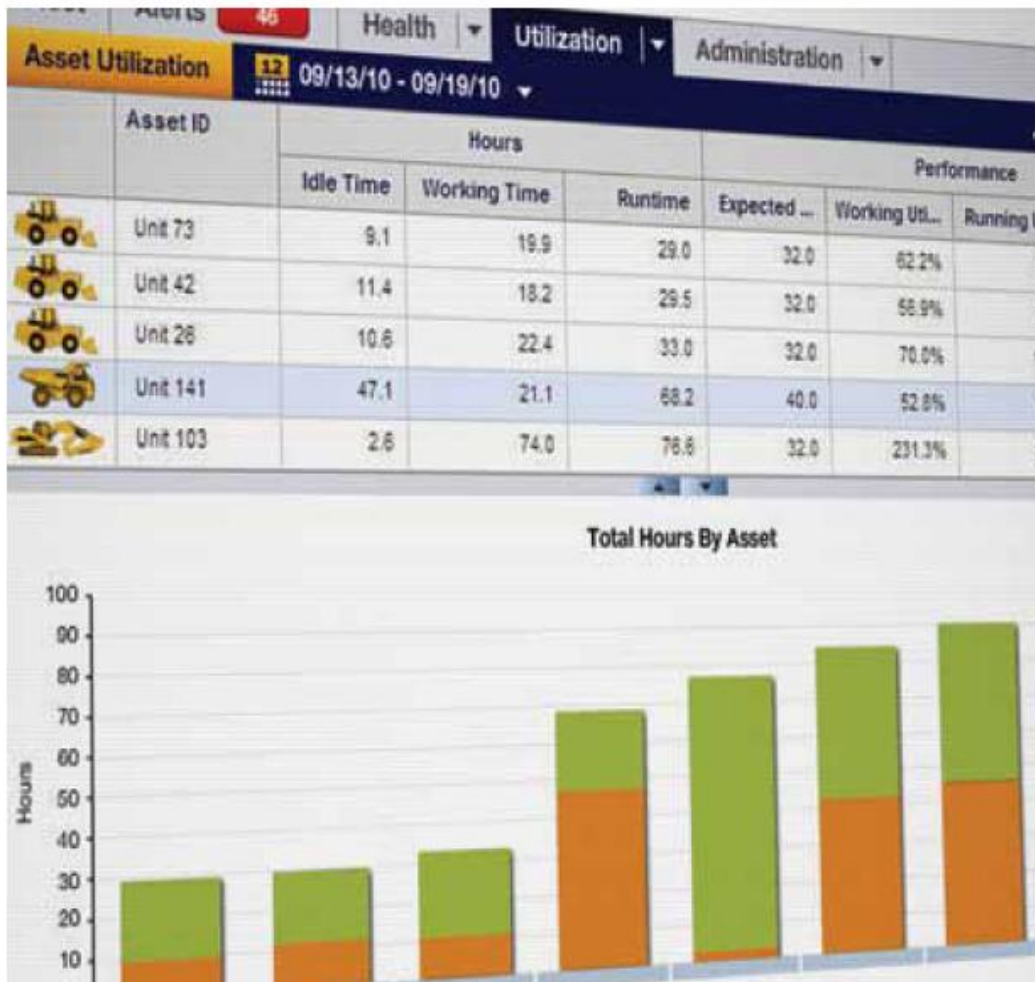 Alerts 46 Health Utilization Administration
Asset Utilization 12 09/13/10 - 09/19/10
Asset ID Hours Performance
Idle Time Working Time Runtime Expected ... Working Uti... Running
Unit 73 9.1 19.9 29.0 32.0 62.2%
Unit 42 11.4 18.2 29.5 32.0 56.9%
Unit 26 10.6 22.4 33.0 32.0 70.0%
Unit 141 47.1 21.1 68.2 40.0 52.8%
Unit 103 2.6 74.0 76.6 32.0 231.3%
Total Hours By Asset
100
90
80
70
60
Hours
50
40
30
20
10